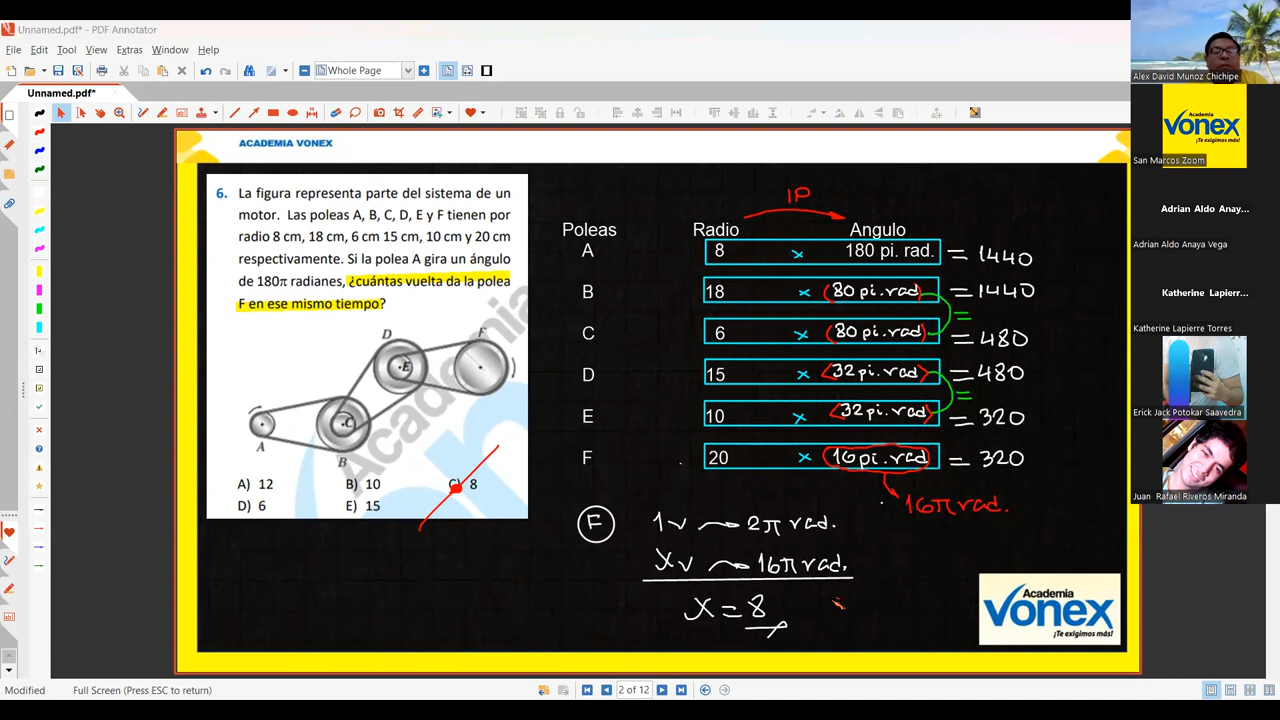 Unnamed.pdf* - PDF Annotator
File Edit Tool View Extras Window Help
Whole Page
Unnamed.pdf*
ACADEMIA VONEX
6. La figura representa parte del sistema de un
motor. Las poleas A, B, C, D, E y F tienen por
radio 8 cm, 18 cm, 6 cm 15 cm, 10 cm y 20 cm
respectivamente. Si la polea A gira un ángulo
de 180π radianes, ¿cuántas vuelta da la polea
F en ese mismo tiempo?
D F
E
C
A
B
A) 12 B) 10 C) 8
D) 6 E) 15
IP
Poleas Radio Angulo
A 8 x 180 pi. rad. = 1440
B 18 x (80 pi.rad) = 1440
=
C 6 x (80 pi.rad) = 480
D 15 x (32 pi.rad) = 480
=
E 10 x (32 pi.rad) = 320
F 20 x 16 pi.rad = 320
16π rad.
F 1v 2π rad.
xv 16π rad.
x = 8
Academia
Vonex
¡Te exigimos más!
Alex David Munoz Chichipe
Academia
Vonex
¡Te exigimos más!
San Marcos Zoom
Adrian Aldo Anay...
Adrian Aldo Anaya Vega
Katherine Lapierr...
Katherine Lapierre Torres
Erick Jack Potokar Saavedra
Juan Rafael Riveros Miranda
Modified Full Screen (Press ESC to return) 2 of 12